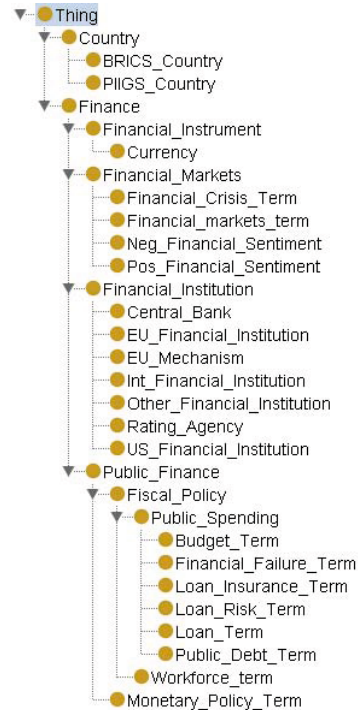 Thing
Country
BRICS_Country
PIIGS_Country
Finance
Financial_Instrument
Currency
Financial_Markets
Financial_Crisis_Term
Financial_markets_term
Neg_Financial_Sentiment
Pos_Financial_Sentiment
Financial_Institution
Central_Bank
EU_Financial_Institution
EU_Mechanism
Int_Financial_Institution
Other_Financial_Institution
Rating_Agency
US_Financial_Institution
Public_Finance
Fiscal_Policy
Public_Spending
Budget_Term
Financial_Failure_Term
Loan_Insurance_Term
Loan_Risk_Term
Loan_Term
Public_Debt_Term
Workforce_term
Monetary_Policy_Term